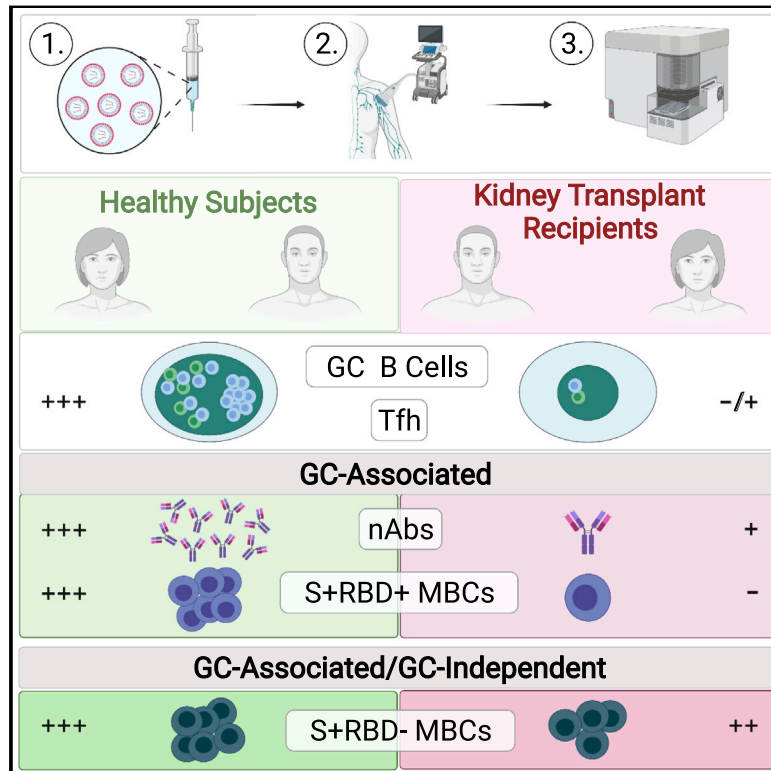 1.
2.
3.
Healthy Subjects
Kidney Transplant
Recipients
GC B Cells
+++
-/+
Tfh
GC-Associated
+++
nAbs
+
+++
S+RBD+ MBCs
-
GC-Associated/GC-Independent
+++
S+RBD- MBCs
++